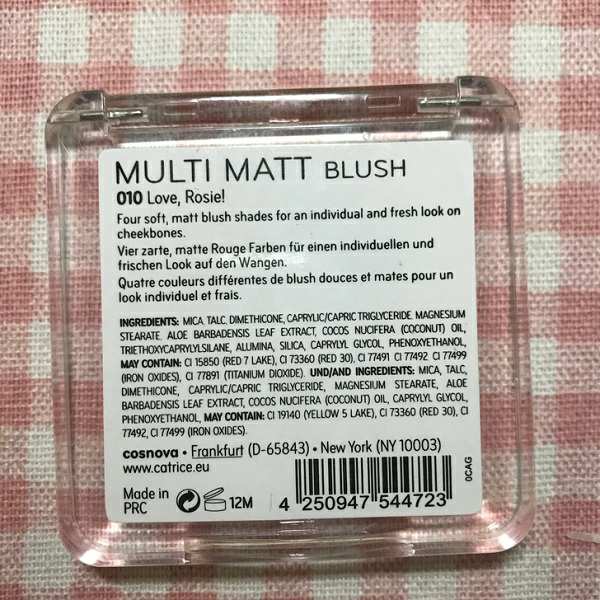 MULTI MATT BLUSH
010 Love, Rosie!
Four soft, matt blush shades for an individual and fresh look on
cheekbones.
Vier zarte, matte Rouge Farben für einen individuellen und
frischen Look auf den Wangen.
Quatre couleurs différentes de blush douces et mates pour un
look individuel et frais.
INGREDIENTS: MICA, TALC, DIMETHICONE, CAPRYLIC/CAPRIC TRIGLYCERIDE, MAGNESIUM
STEARATE, ALOE BARBADENSIS LEAF EXTRACT, COCOS NUCIFERA (COCONUT) OIL,
TRIETHOXYCAPRYLYLSILANE, ALUMINA, SILICA, CAPRYLYL GLYCOL, PHENOXYETHANOL,
MAY CONTAIN: CI 15850 (RED 7 LAKE), CI 73360 (RED 30), CI 77491, CI 77492, CI 77499
(IRON OXIDES), CI 77891 (TITANIUM DIOXIDE). UND/AND INGREDIENTS: MICA, TALC,
DIMETHICONE, CAPRYLIC/CAPRIC TRIGLYCERIDE, MAGNESIUM STEARATE, ALOE
BARBADENSIS LEAF EXTRACT, COCOS NUCIFERA (COCONUT) OIL, CAPRYLYL GLYCOL,
PHENOXYETHANOL, MAY CONTAIN: CI 19140 (YELLOW 5 LAKE), CI 73360 (RED 30), CI
77492, CI 77499 (IRON OXIDES).
cosnova • Frankfurt (D-65843) • New York (NY 10003)
www.catrice.eu
Made in
PRC
12M
4 250947 544723
0CAG